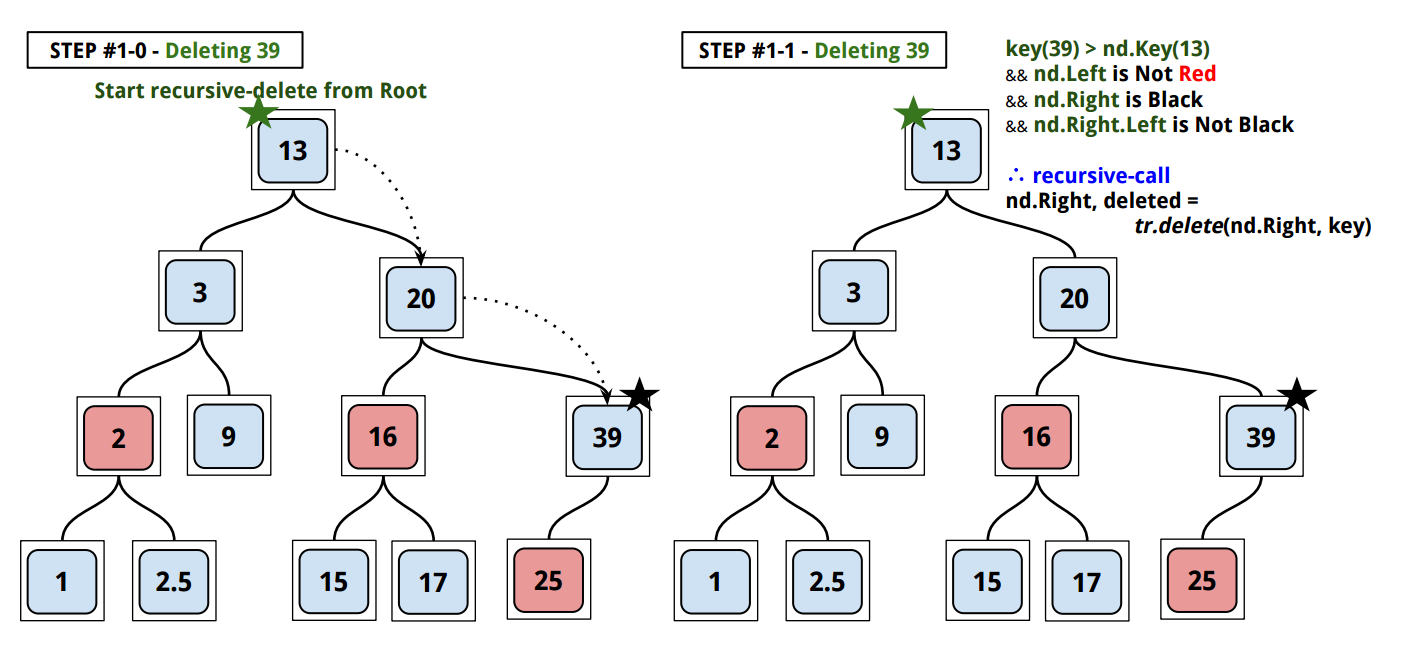 STEP #1-0 - Deleting 39
Start recursive-delete from Root
13
3
20
2
9
16
39
1
2.5
15
17
25
STEP #1-1 - Deleting 39
key(39) > nd.Key(13)
&& nd.Left is Not Red
&& nd.Right is Black
&& nd.Right.Left is Not Black
∴ recursive-call
nd.Right, deleted =
tr.delete(nd.Right, key)
13
3
20
2
9
16
39
1
2.5
15
17
25